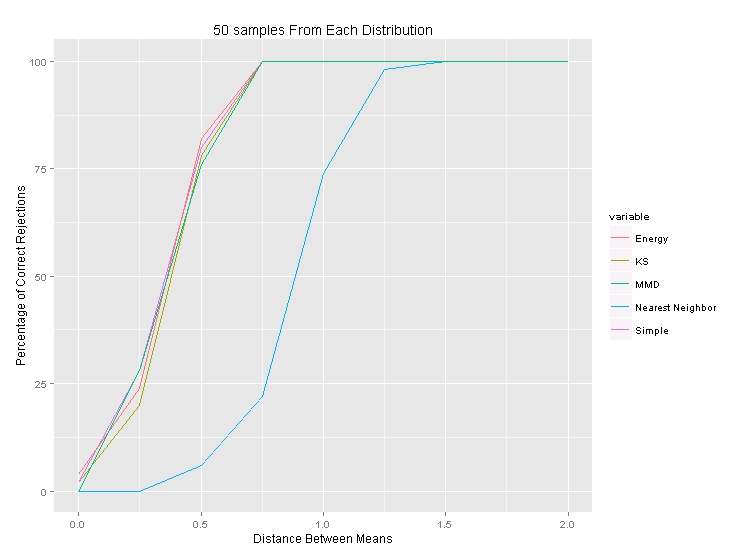 50 samples From Each Distribution
100
75
50
25
0
Percentage of Correct Rejections
0.0
0.5
1.0
1.5
2.0
Distance Between Means
variable
Energy
KS
MMD
Nearest Neighbor
Simple